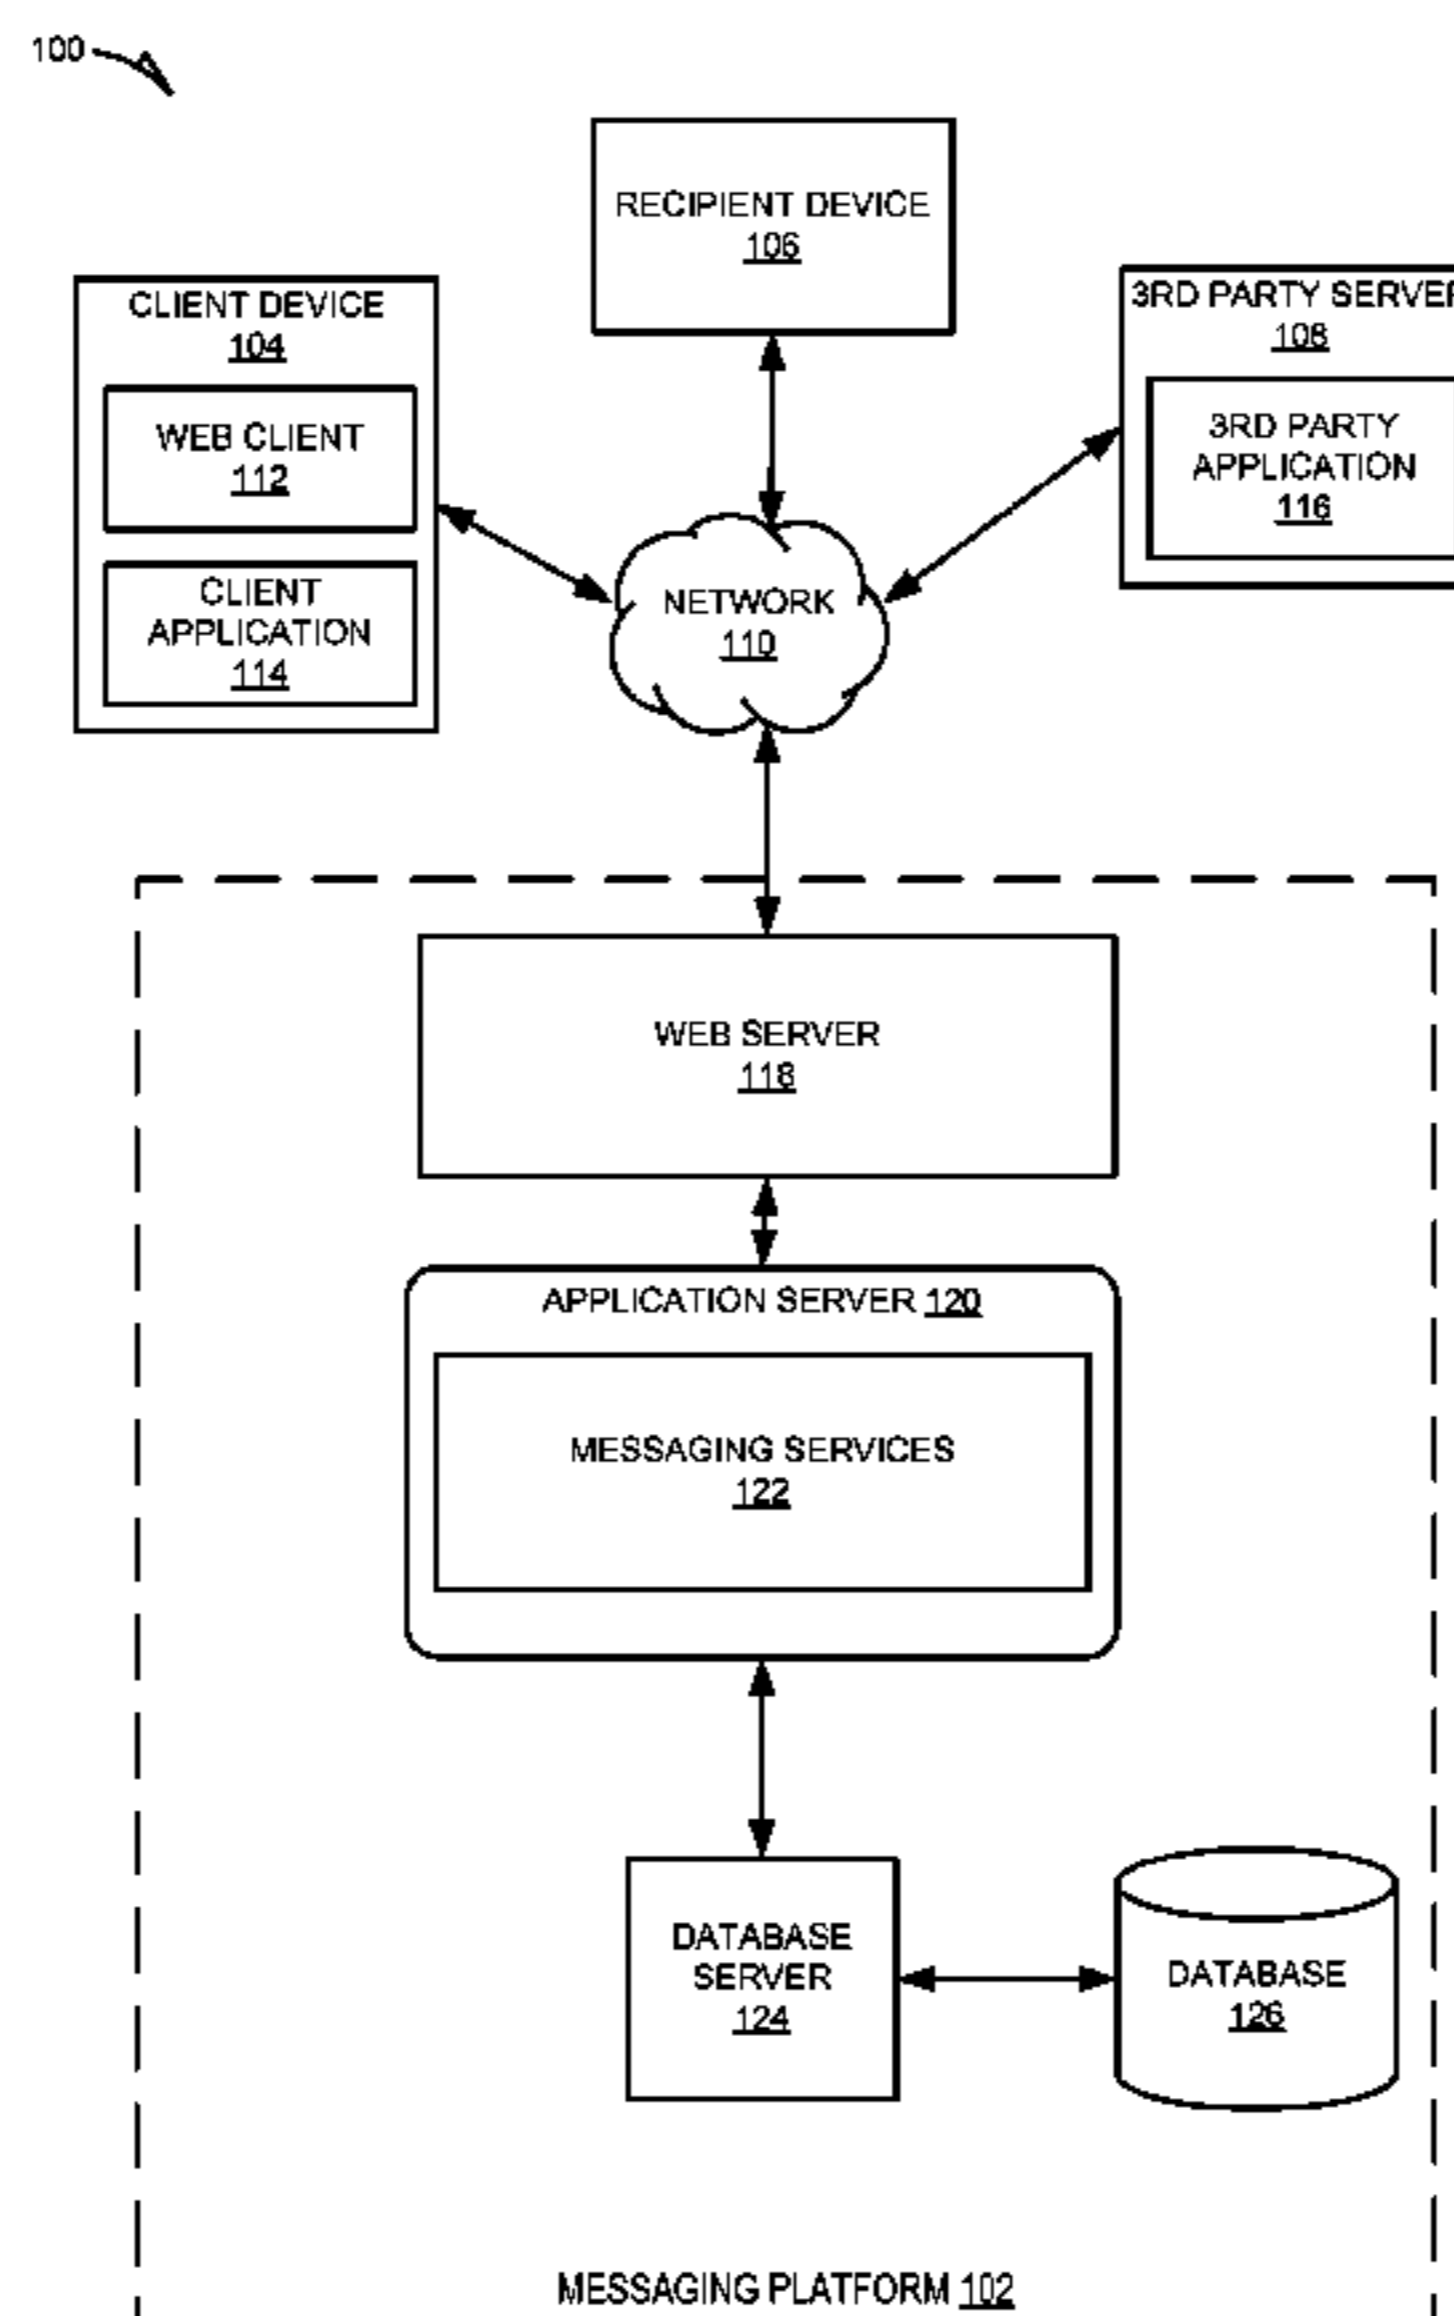 100
RECIPIENT DEVICE
106
CLIENT DEVICE
104
WEB CLIENT
112
CLIENT
APPLICATION
114
3RD PARTY SERVER
108
3RD PARTY
APPLICATION
116
NETWORK
110
WEB SERVER
118
APPLICATION SERVER 120
MESSAGING SERVICES
122
DATABASE
SERVER
124
DATABASE
126
MESSAGING PLATFORM 102